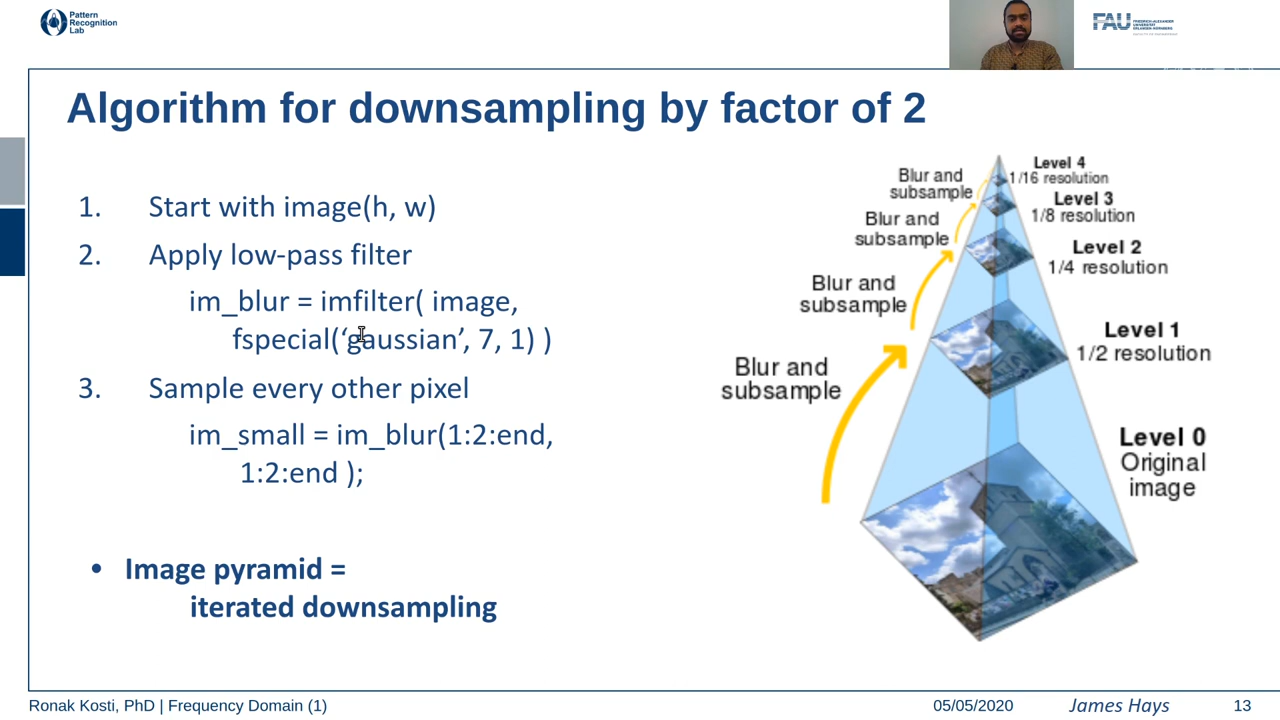 Pattern
Recognition
Lab
FAU
Algorithm for downsampling by factor of 2
1. Start with image(h, w)
2. Apply low-pass filter
im_blur = imfilter( image,
fspecial(‘gaussian’, 7, 1) )
3. Sample every other pixel
im_small = im_blur(1:2:end,
1:2:end );
• Image pyramid =
iterated downsampling
Blur and
subsample
Blur and
subsample
Blur and
subsample
Blur and
subsample
Level 4
1/16 resolution
Level 3
1/8 resolution
Level 2
1/4 resolution
Level 1
1/2 resolution
Level 0
Original
image
Ronak Kosti, PhD | Frequency Domain (1)
05/05/2020
James Hays
13